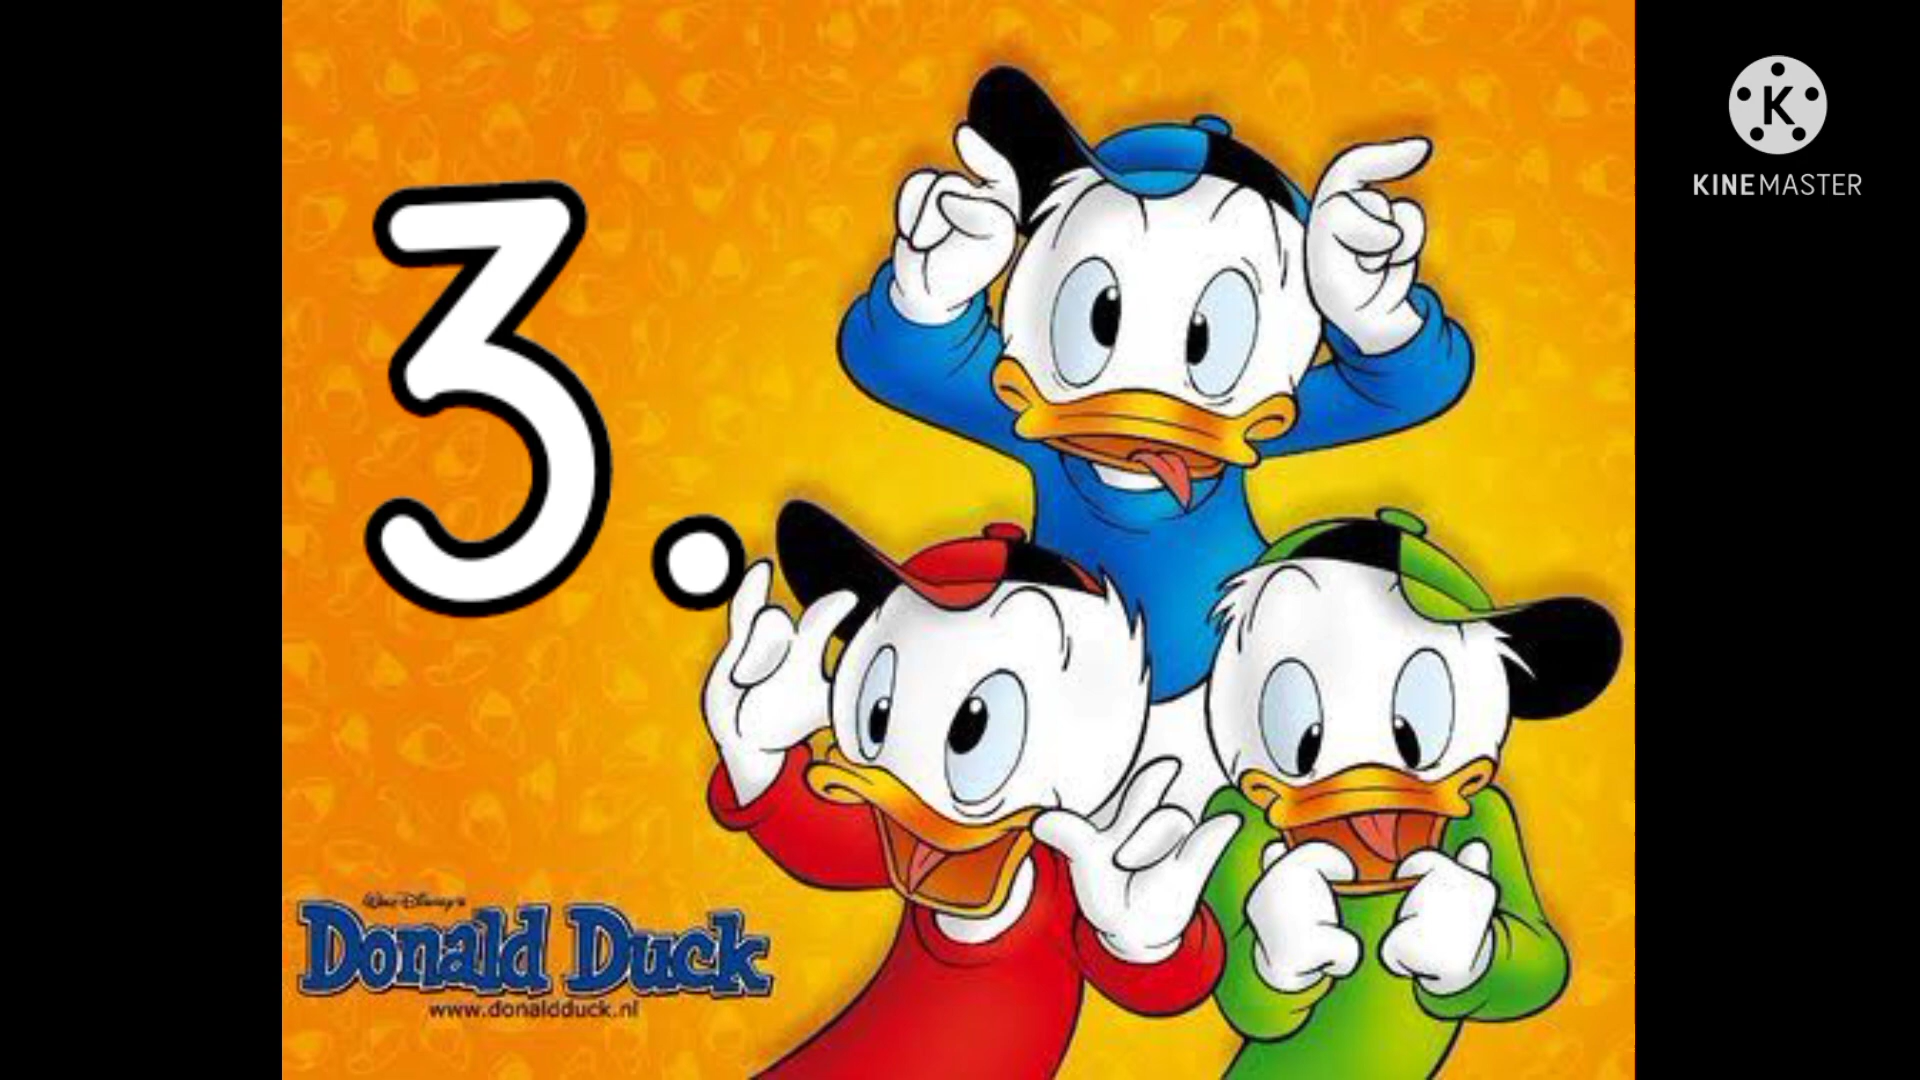 3.
K
KINEMASTER
Walt Disney's
Donald Duck
www.donaldduck.nl